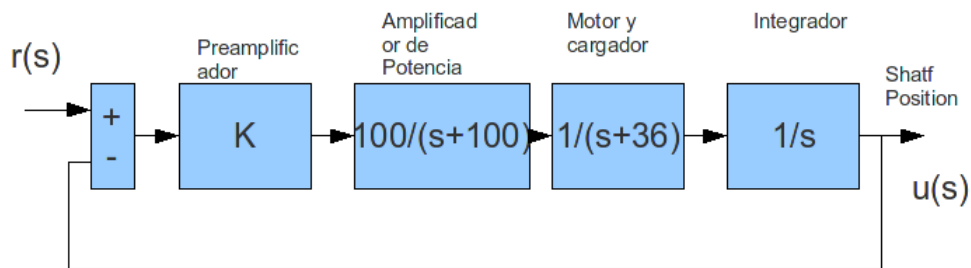 r(s)
Preamplific
ador
Amplificad
or de
Potencia
Motor y
cargador
Integrador
Shatf
Position
+
-
K
100/(s+100)
1/(s+36)
1/s
u(s)